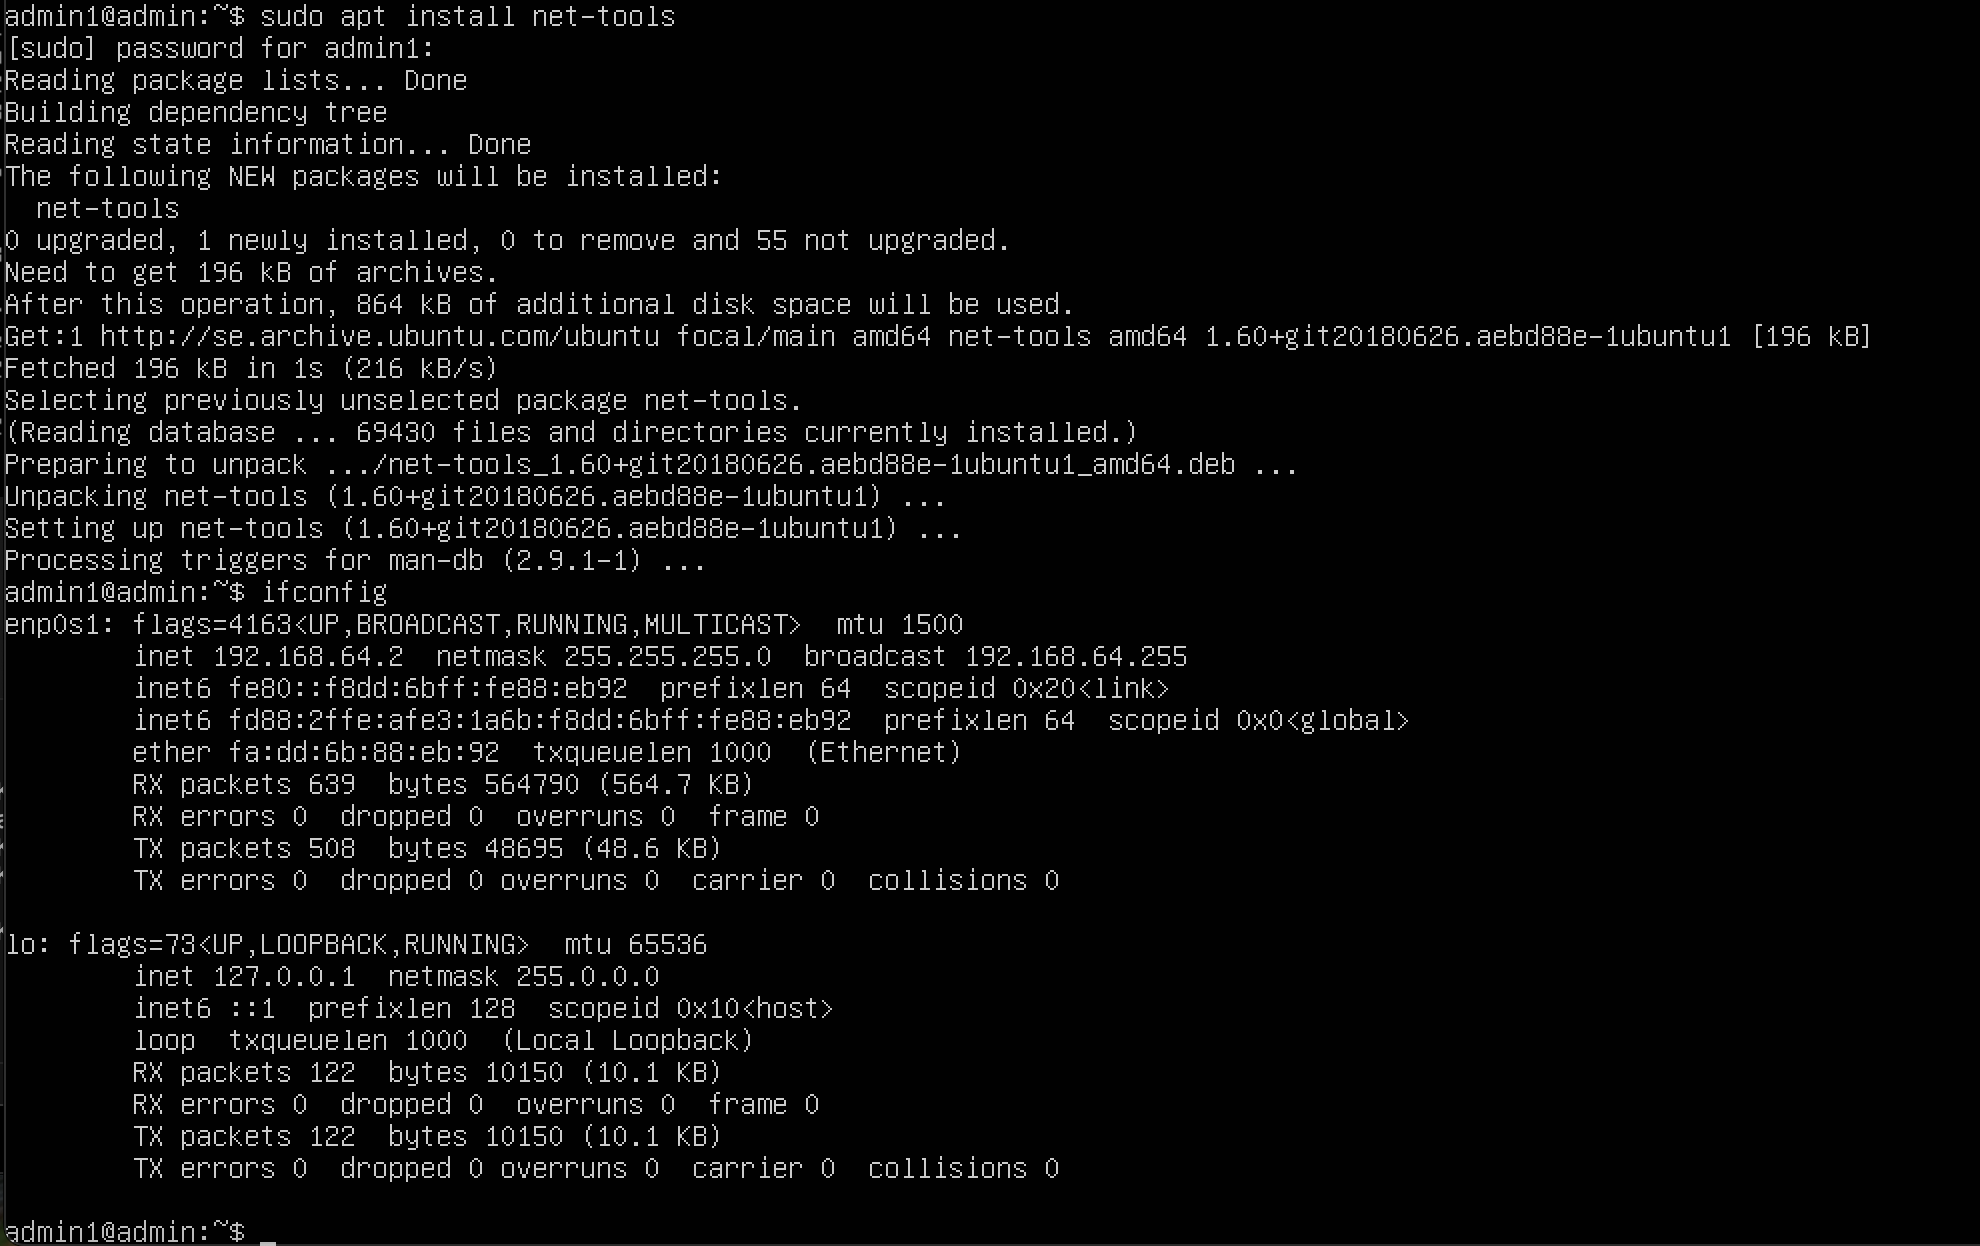 admin1@admin:~$ sudo apt install net-tools
[sudo] password for admin1:
Reading package lists... Done
Building dependency tree
Reading state information... Done
The following NEW packages will be installed:
  net-tools
0 upgraded, 1 newly installed, 0 to remove and 55 not upgraded.
Need to get 196 kB of archives.
After this operation, 864 kB of additional disk space will be used.
Get:1 http://se.archive.ubuntu.com/ubuntu focal/main amd64 net-tools amd64 1.60+git20180626.aebd88e-1ubuntu1 [196 kB]
Fetched 196 kB in 1s (216 kB/s)
Selecting previously unselected package net-tools.
(Reading database ... 69430 files and directories currently installed.)
Preparing to unpack .../net-tools_1.60+git20180626.aebd88e-1ubuntu1_amd64.deb ...
Unpacking net-tools (1.60+git20180626.aebd88e-1ubuntu1) ...
Setting up net-tools (1.60+git20180626.aebd88e-1ubuntu1) ...
Processing triggers for man-db (2.9.1-1) ...
admin1@admin:~$ ifconfig
enp0s1: flags=4163<UP,BROADCAST,RUNNING,MULTICAST>  mtu 1500
        inet 192.168.64.2  netmask 255.255.255.0  broadcast 192.168.64.255
        inet6 fe80::f8dd:6bff:fe88:eb92  prefixlen 64  scopeid 0x20<link>
        inet6 fd88:2ffe:afe3:1a6b:f8dd:6bff:fe88:eb92  prefixlen 64  scopeid 0x0<global>
        ether fa:dd:6b:88:eb:92  txqueuelen 1000  (Ethernet)
        RX packets 639  bytes 564790 (564.7 KB)
        RX errors 0  dropped 0  overruns 0  frame 0
        TX packets 508  bytes 48695 (48.6 KB)
        TX errors 0  dropped 0 overruns 0  carrier 0  collisions 0

lo: flags=73<UP,LOOPBACK,RUNNING>  mtu 65536
        inet 127.0.0.1  netmask 255.0.0.0
        inet6 ::1  prefixlen 128  scopeid 0x10<host>
        loop  txqueuelen 1000  (Local Loopback)
        RX packets 122  bytes 10150 (10.1 KB)
        RX errors 0  dropped 0  overruns 0  frame 0
        TX packets 122  bytes 10150 (10.1 KB)
        TX errors 0  dropped 0 overruns 0  carrier 0  collisions 0

admin1@admin:~$ _